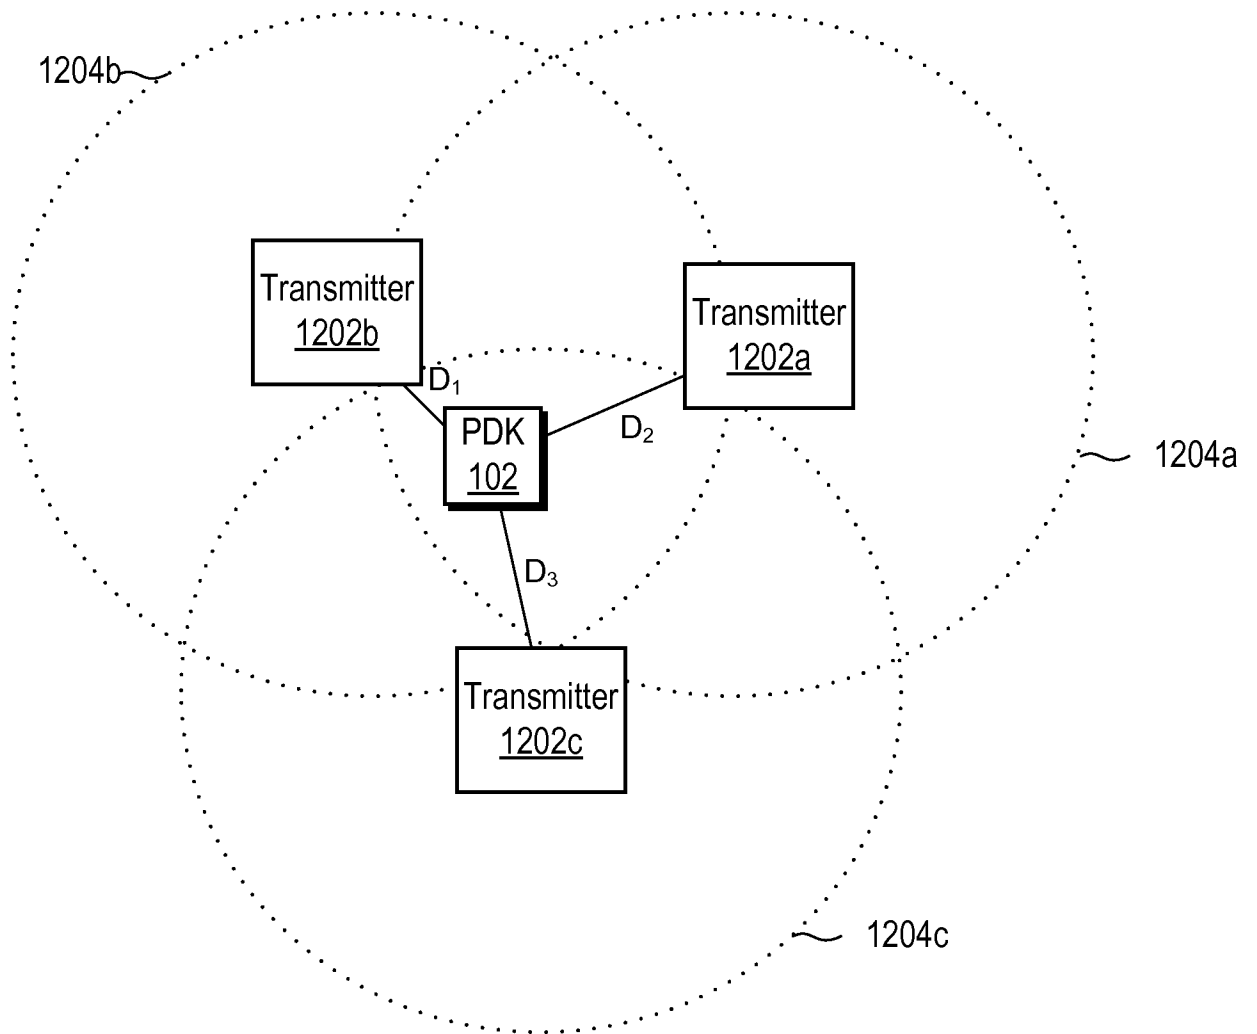 1204b
Transmitter
1202b
Transmitter
1202a
D1
PDK
102
D2
1204a
D3
Transmitter
1202c
1204c